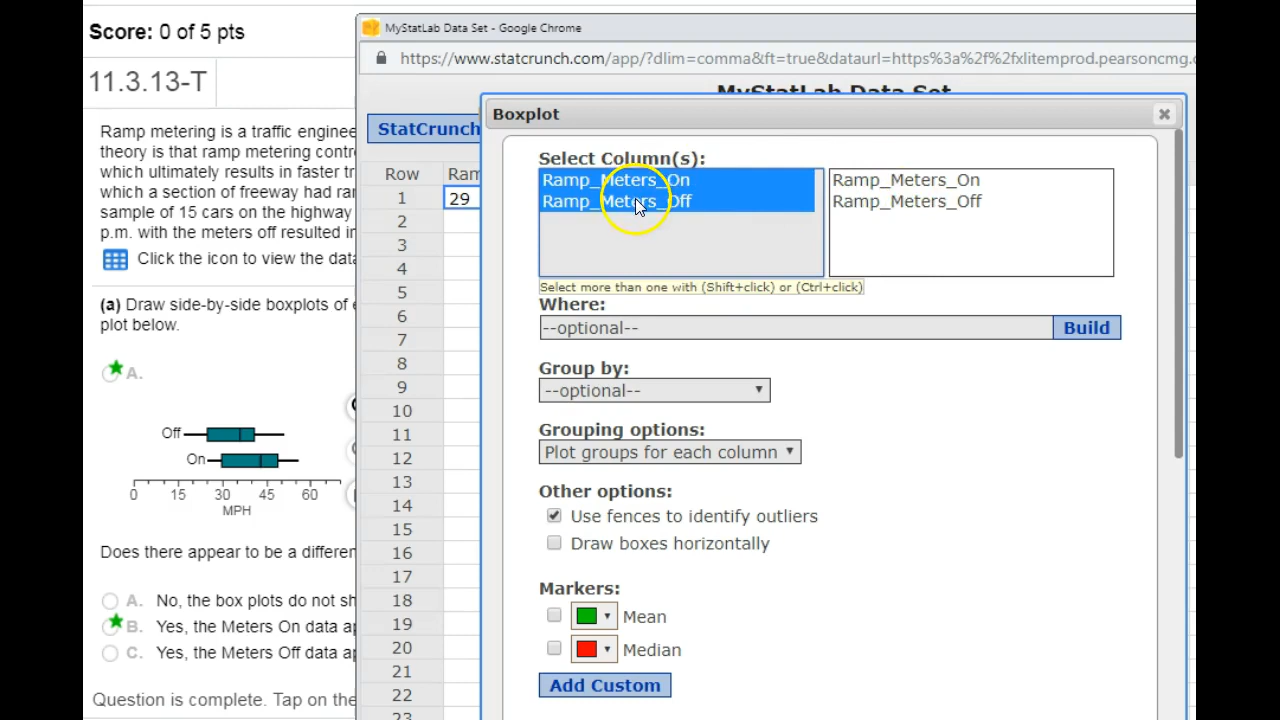 Score: 0 of 5 pts
MyStatLab Data Set - Google Chrome
https://www.statcrunch.com/app/?dlim=comma&ft=true&dataurl=https%3a%2f%2fxlitemprod.pearsoncmg.c
11.3.13-T
MyStatLab Data Set
Ramp metering is a traffic enginee
theory is that ramp metering contr
which ultimately results in faster tr
which a section of freeway had rar
sample of 15 cars on the highway
p.m. with the meters off resulted ir
Click the icon to view the data
(a) Draw side-by-side boxplots of e
plot below.
A.
Off
On
0 15 30 45 60
MPH
Does there appear to be a differen
A. No, the box plots do not sh
B. Yes, the Meters On data ap
C. Yes, the Meters Off data ap
Question is complete. Tap on the
StatCrunch
Row Ram
1 29
2
3
4
5
6
7
8
9
10
11
12
13
14
15
16
17
18
19
20
21
22
23
Boxplot
Select Column(s):
Ramp_Meters_On
Ramp_Meters_Off
Ramp_Meters_On
Ramp_Meters_Off
Select more than one with (Shift+click) or (Ctrl+click)
Where:
--optional--
Build
Group by:
--optional--
Grouping options:
Plot groups for each column
Other options:
Use fences to identify outliers
Draw boxes horizontally
Markers:
Mean
Median
Add Custom